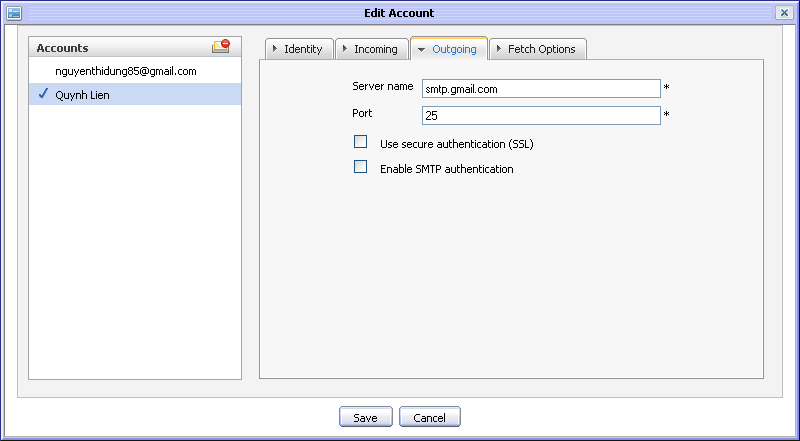 Edit Account
Accounts
nguyenthidung85@gmail.com
Quynh Lien
Identity
Incoming
Outgoing
Fetch Options
Server name smtp.gmail.com *
Port 25 *
Use secure authentication (SSL)
Enable SMTP authentication
Save
Cancel